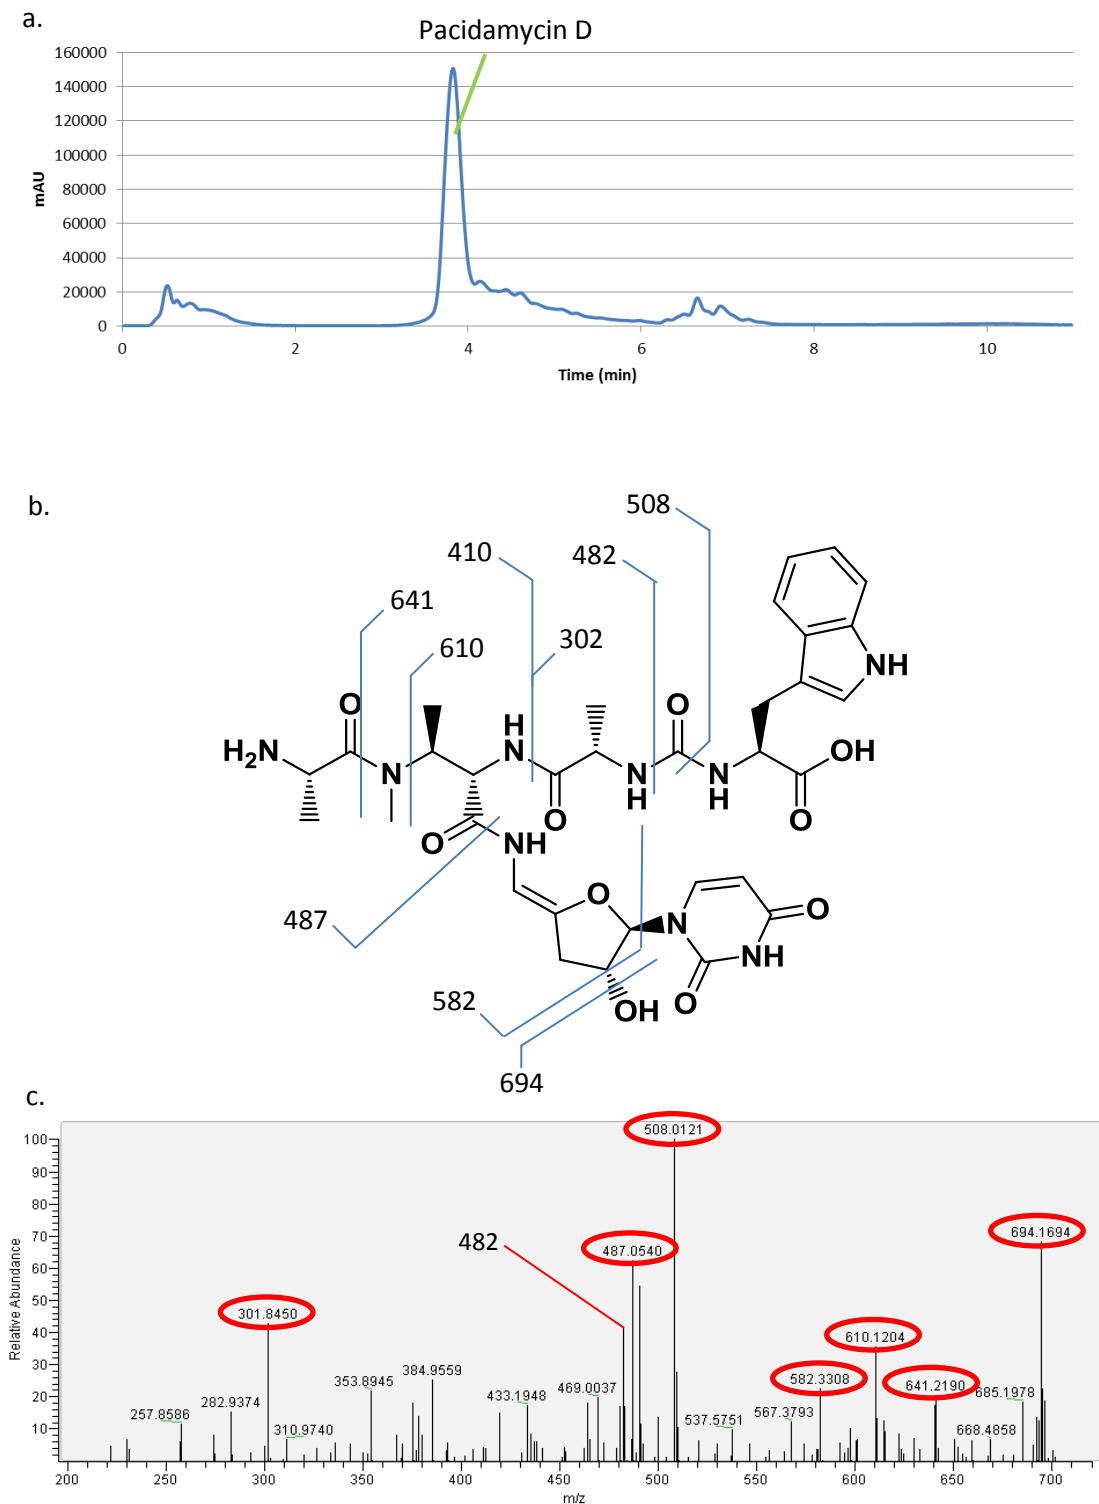 a.
Pacidamycin D
160000
140000
120000
100000
80000
60000
40000
20000
0
mAU
0 2 4 6 8 10
Time (min)
b.
508
410
482
641
610
302
O
H
O
NH
H2N
N
N
N
H
N
H
OH
O
O
O
NH
O
N
O
487
NH
O
OH
582
694
c.
508.0121
100
90
80
70
60
50
40
30
20
10
Relative Abundance
694.1694
482
487.0540
301.8450
610.1204
582.3308
641.2190
685.1978
353.8945
384.9559
282.9374
433.1948
469.0037
257.8586
310.9740
537.5751
567.3793
668.4858
200 250 300 350 400 450 500 550 600 650 700
m/z